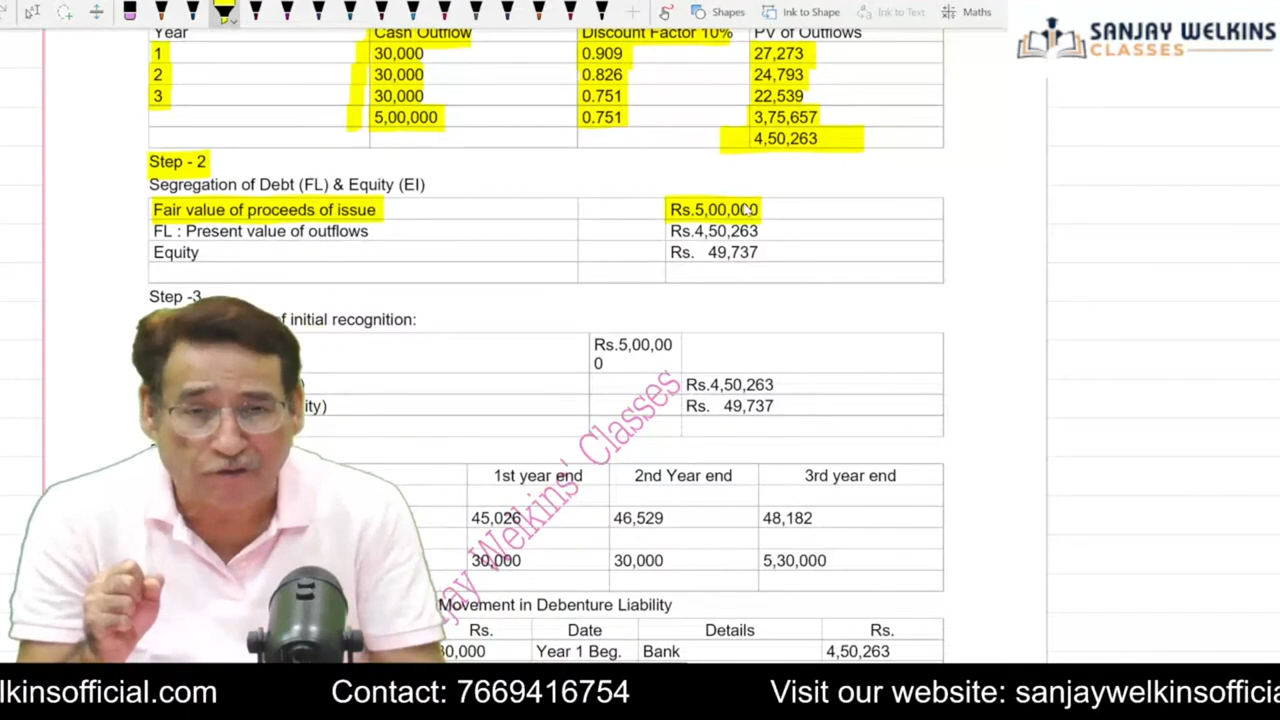 Shapes Ink to Shape Ink to Text Maths
SANJAY WELKINS
CLASSES
Year Cash Outflow Discount Factor 10% PV of Outflows
1 30,000 0.909 27,273
2 30,000 0.826 24,793
3 30,000 0.751 22,539
5,00,000 0.751 3,75,657
4,50,263
Step - 2
Segregation of Debt (FL) & Equity (EI)
Fair value of proceeds of issue Rs.5,00,000
FL : Present value of outflows Rs.4,50,263
Equity Rs. 49,737
Step -3
of initial recognition:
Rs.5,00,00
0
Rs.4,50,263
ity) Rs. 49,737
1st year end 2nd Year end 3rd year end
45,026 46,529 48,182
30,000 30,000 5,30,000
Welkins' Classes
Movement in Debenture Liability
Rs. Date Details Rs.
30,000 Year 1 Beg. Bank 4,50,263
elkinsofficial.com Contact: 7669416754 Visit our website: sanjaywelkinsofficia